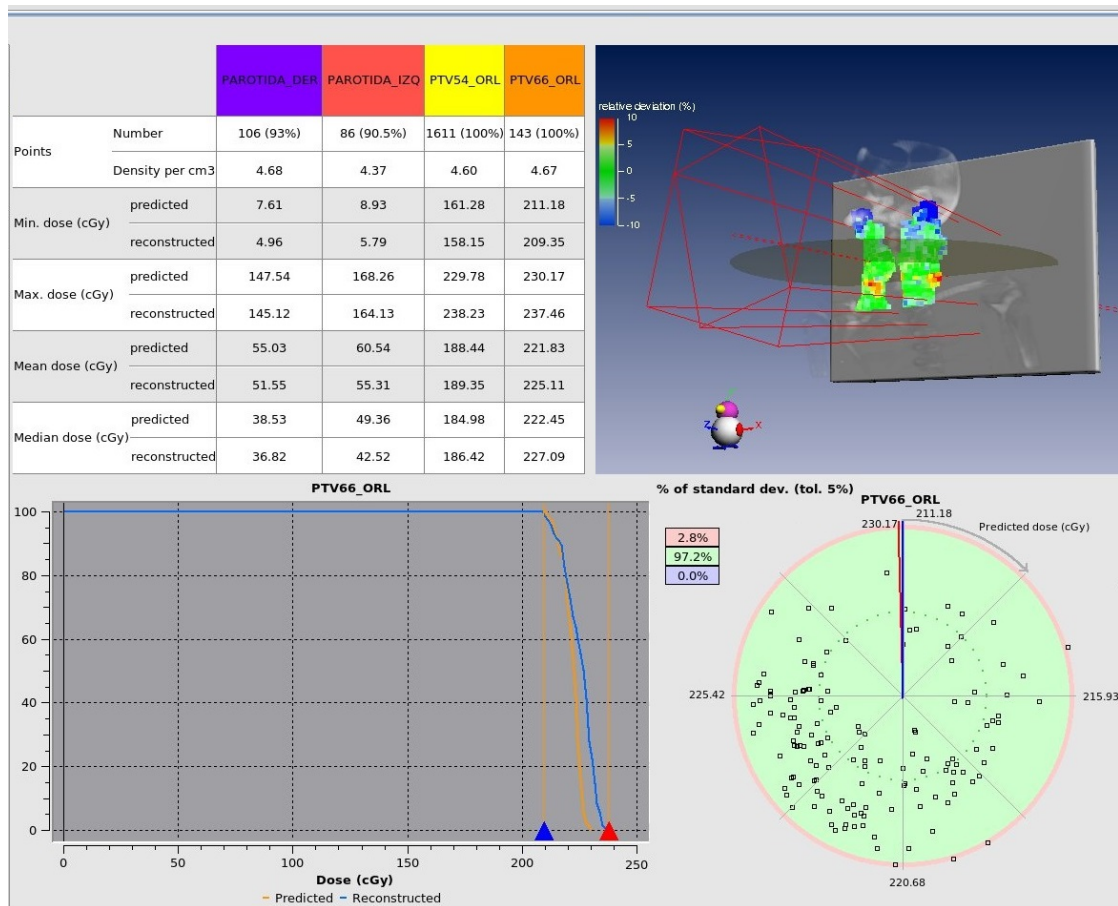 PAROTIDA_DER PAROTIDA_IZQ PTV54_ORL PTV66_ORL
Points Number 106 (93%) 86 (90.5%) 1611 (100%) 143 (100%)
Density per cm3 4.68 4.37 4.60 4.67
Min. dose (cGy) predicted 7.61 8.93 161.28 211.18
reconstructed 4.96 5.79 158.15 209.35
Max. dose (cGy) predicted 147.54 168.26 229.78 230.17
reconstructed 145.12 164.13 238.23 237.46
Mean dose (cGy) predicted 55.03 60.54 188.44 221.83
reconstructed 51.55 55.31 189.35 225.11
Median dose (cGy) predicted 38.53 49.36 184.98 222.45
reconstructed 36.82 42.52 186.42 227.09
relative deviation (%)
10
5
0
-5
-10
Z X
PTV66_ORL
100
80
60
40
20
0
0 50 100 150 200 250
Dose (cGy)
Predicted Reconstructed
% of standard dev. (tol. 5%)
PTV66_ORL
2.8%
97.2%
0.0%
211.18
230.17
Predicted dose (cGy)
225.42
215.93
220.68